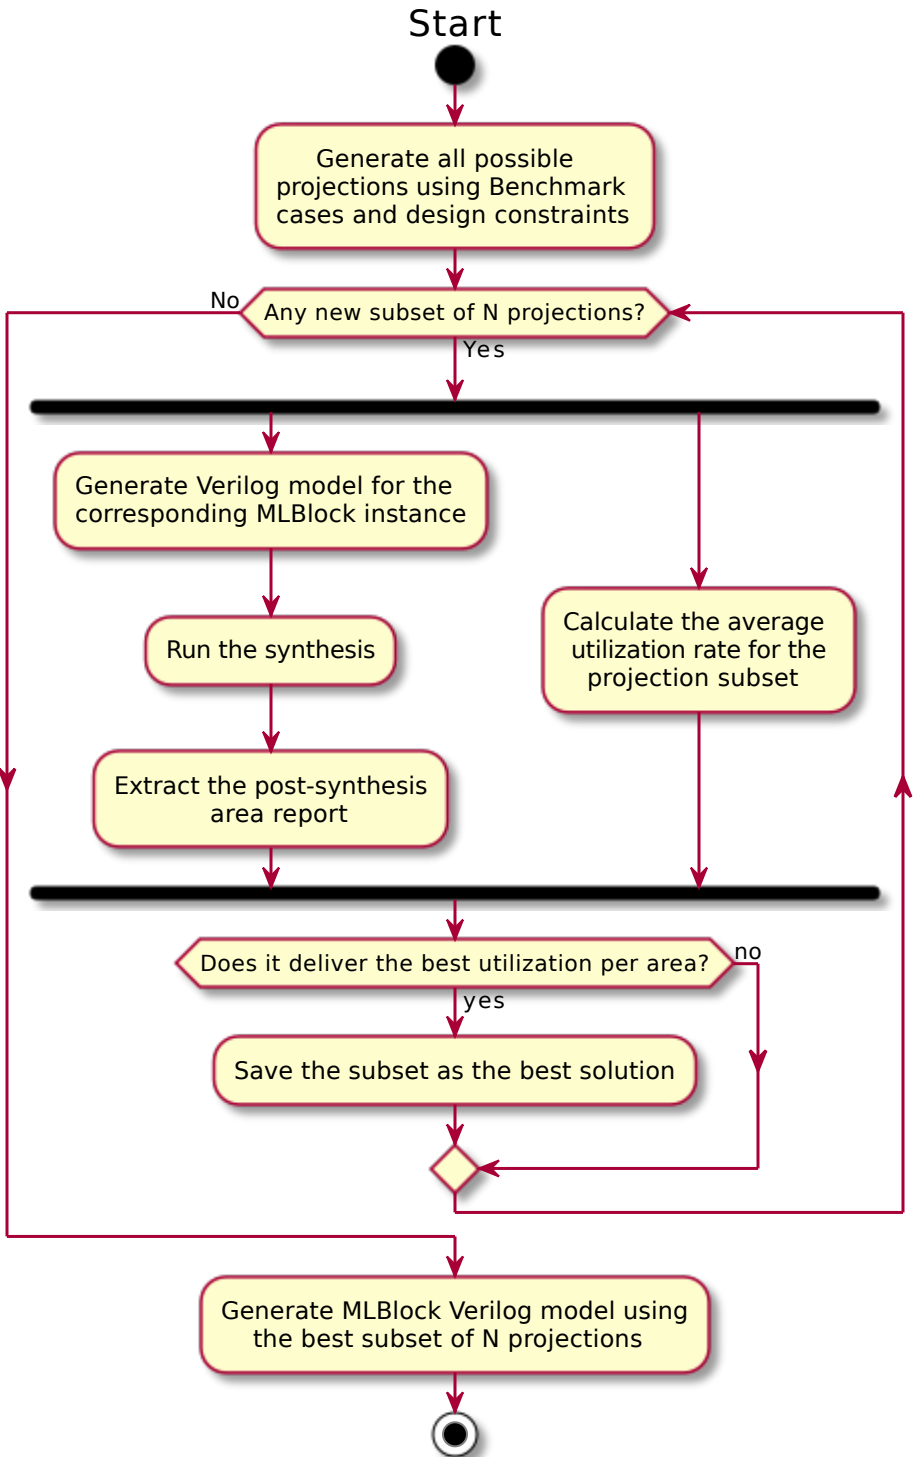 Start
Generate all possible
projections using Benchmark
cases and design constraints
No
Any new subset of N projections?
Yes
Generate Verilog model for the
corresponding MLBlock instance
Run the synthesis
Calculate the average
utilization rate for the
projection subset
Extract the post-synthesis
area report
Does it deliver the best utilization per area?
no
yes
Save the subset as the best solution
Generate MLBlock Verilog model using
the best subset of N projections